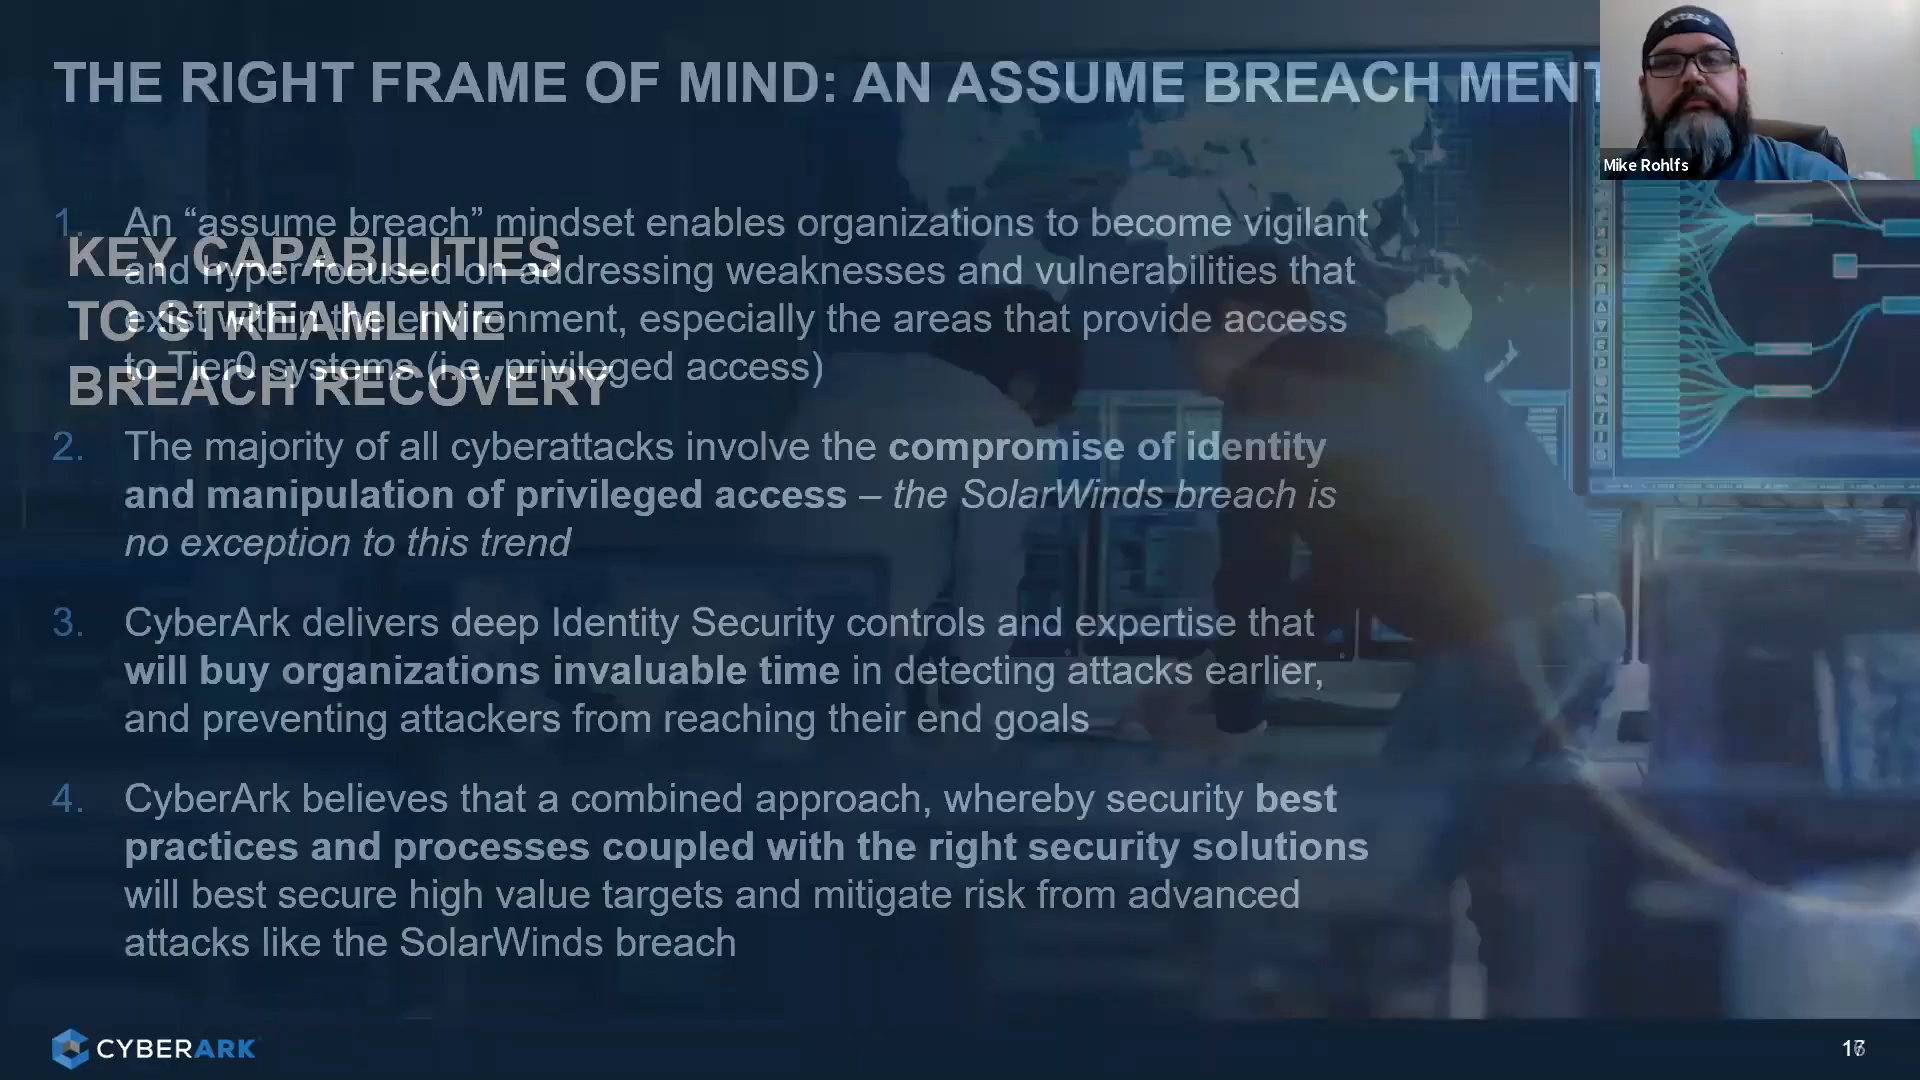 THE RIGHT FRAME OF MIND: AN ASSUME BREACH MENT
Mike Rohlfs
1. An “assume breach” mindset enables organizations to become vigilant
and hyper-focused on addressing weaknesses and vulnerabilities that
exist within the environment, especially the areas that provide access
to Tier0 systems (i.e. privileged access)
KEY CAPABILITIES
TO STREAMLINE
BREACH RECOVERY
2. The majority of all cyberattacks involve the compromise of identity
and manipulation of privileged access – the SolarWinds breach is
no exception to this trend
3. CyberArk delivers deep Identity Security controls and expertise that
will buy organizations invaluable time in detecting attacks earlier,
and preventing attackers from reaching their end goals
4. CyberArk believes that a combined approach, whereby security best
practices and processes coupled with the right security solutions
will best secure high value targets and mitigate risk from advanced
attacks like the SolarWinds breach
CYBERARK